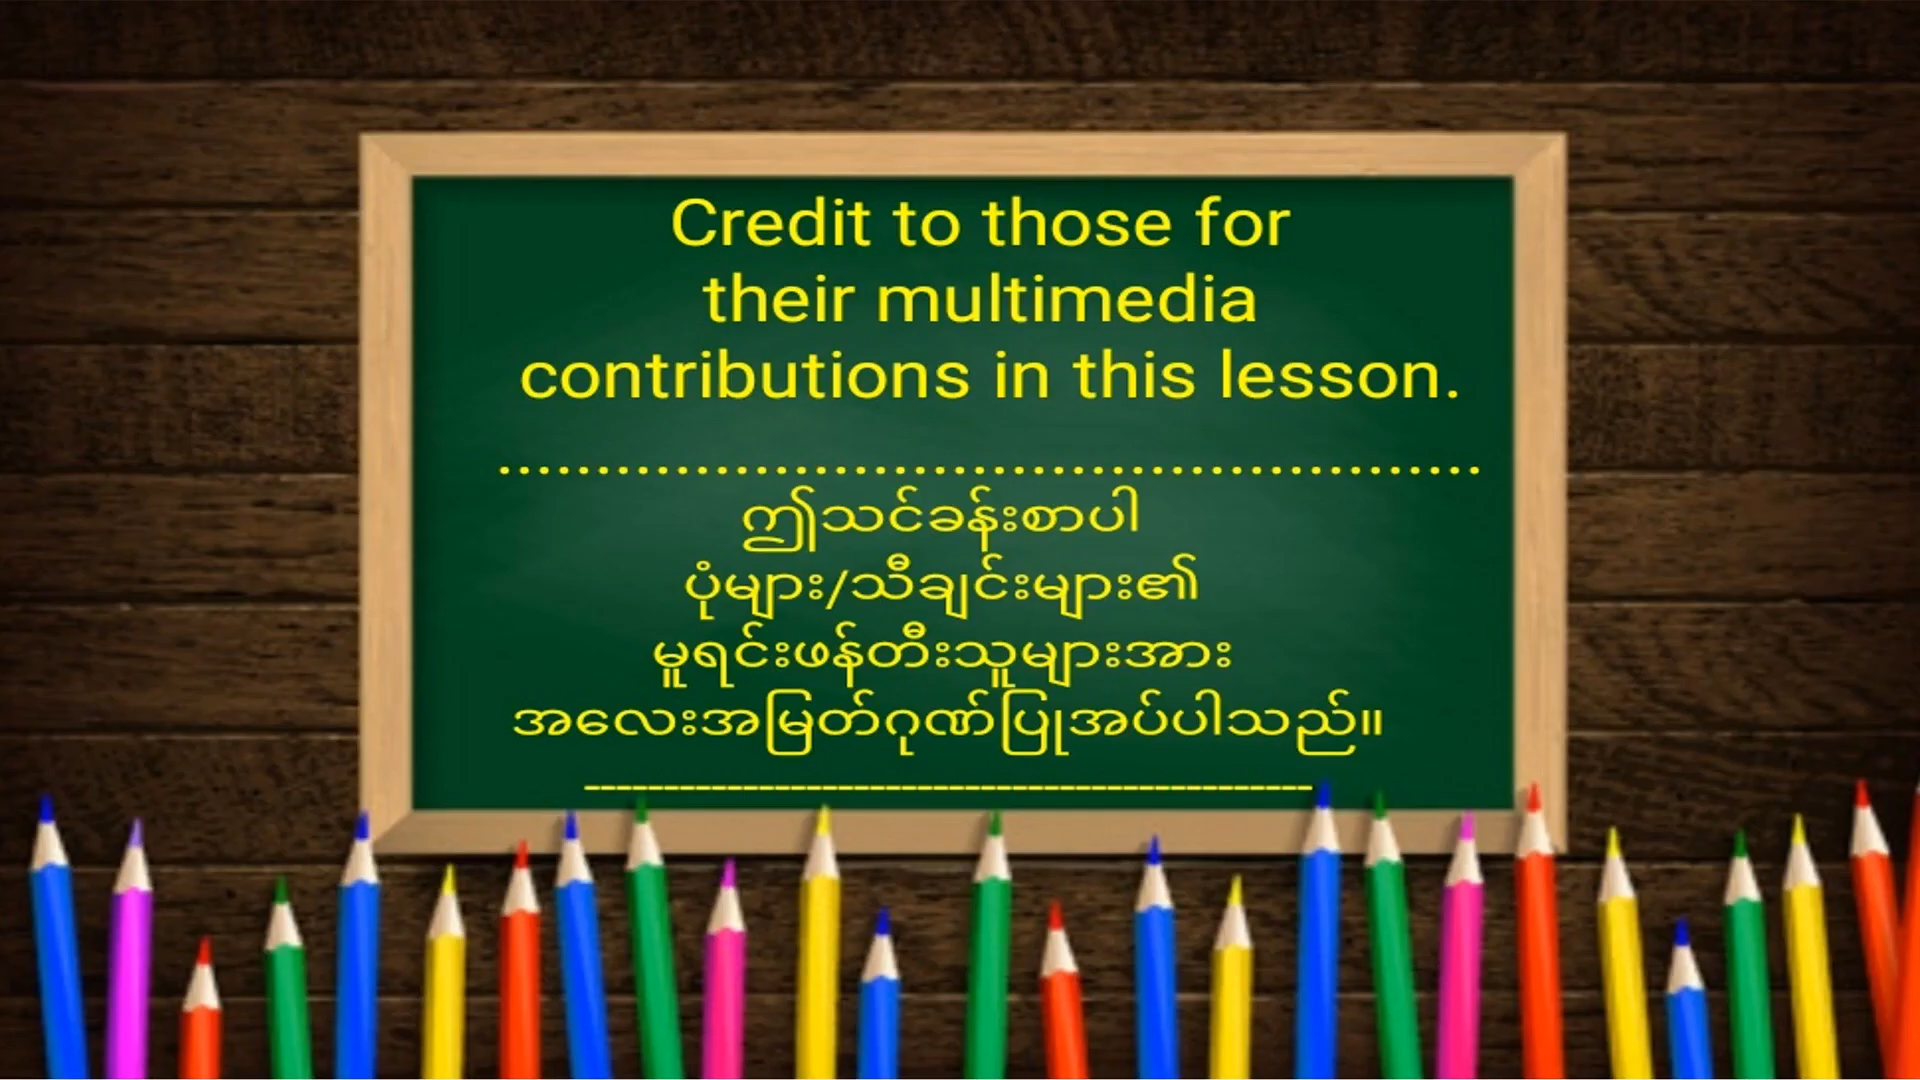 Credit to those for
their multimedia
contributions in this lesson.
..................................................
ဤသင်ခန်းစာပါ
ပုံများ/သီချင်းများ၏
မူရင်းဖန်တီးသူများအား
အလေးအမြတ်ဂုဏ်ပြုအပ်ပါသည်။